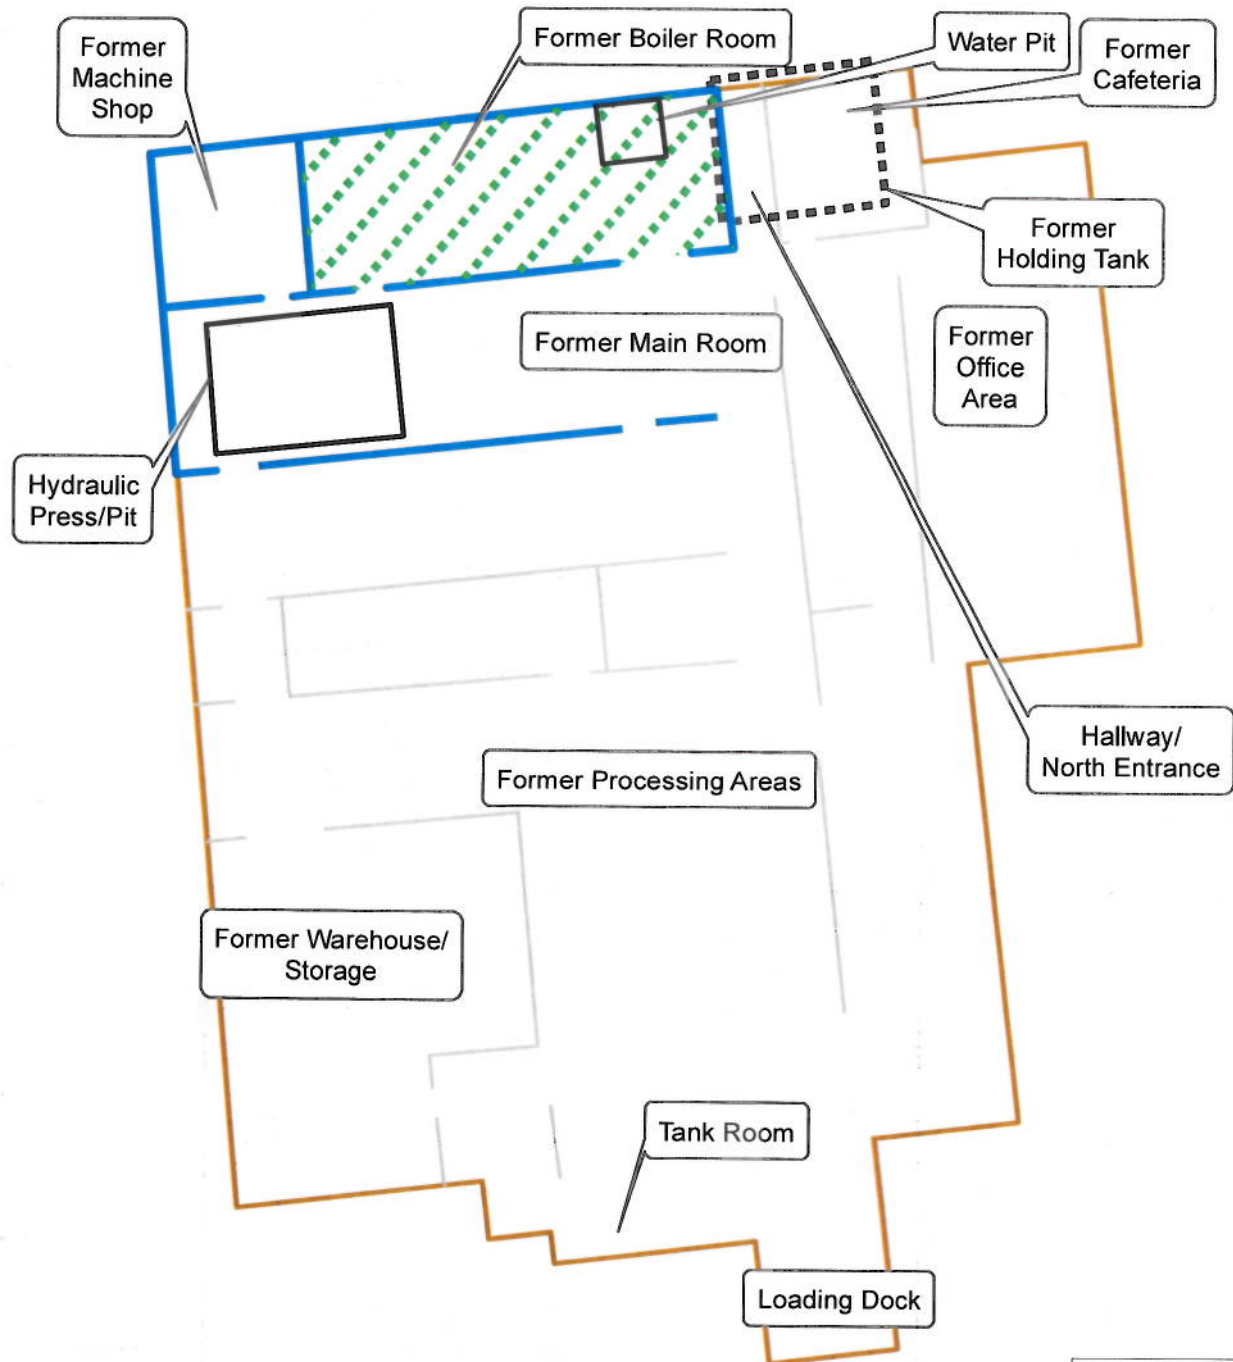 Former
Machine
Shop
Former Boiler Room
Water Pit
Former
Cafeteria
Former
Holding Tank
Former Main Room
Former
Office
Area
Hydraulic
Press/Pit
Hallway/
North Entrance
Former Processing Areas
Former Warehouse/
Storage
Tank Room
Loading Dock